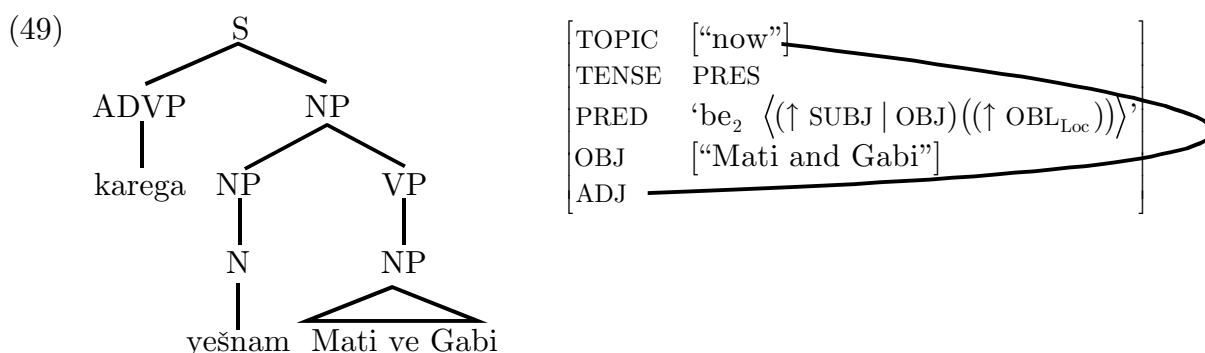 (49)
S
ADVP NP
karega NP VP
N NP
yešnam Mati ve Gabi
TOPIC [“now”]
TENSE PRES
PRED ‘be₂ ⟨(↑ SUBJ | OBJ)((↑ OBL_Loc))⟩’
OBJ [“Mati and Gabi”]
ADJ